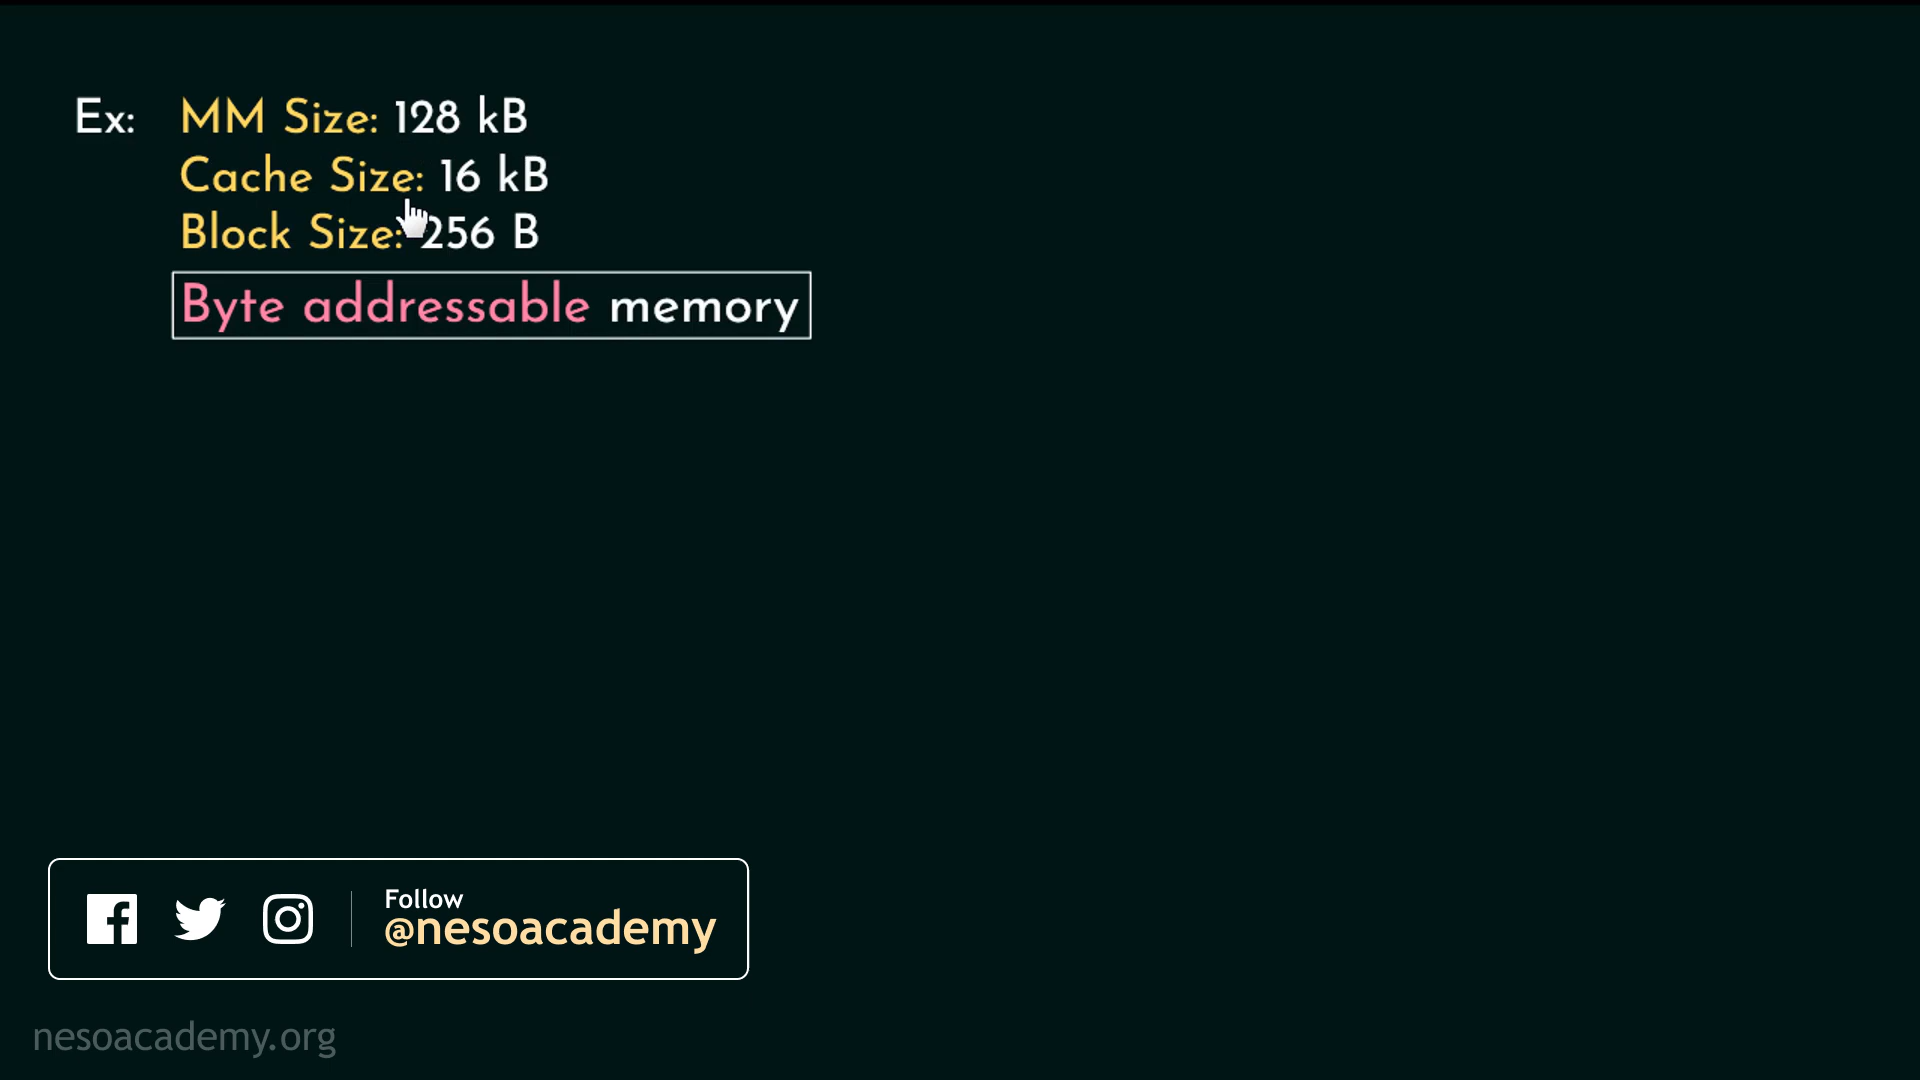 Ex: MM Size: 128 kB
Cache Size: 16 kB
Block Size: 256 B
Byte addressable memory
Follow
@nesoacademy
nesoacademy.org